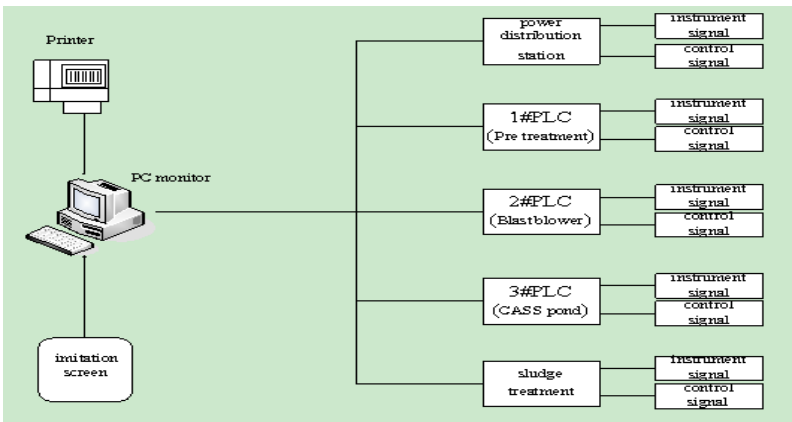 Printer
PC monitor
imitation
screen
power
distribution
station
instrument
signal
control
signal
1#PLC
(Pre treatment)
instrument
signal
control
signal
2#PLC
(Blastblower)
instrument
signal
control
signal
3#PLC
(CASS pond)
instrument
signal
control
signal
sludge
treatment
instrument
signal
control
signal